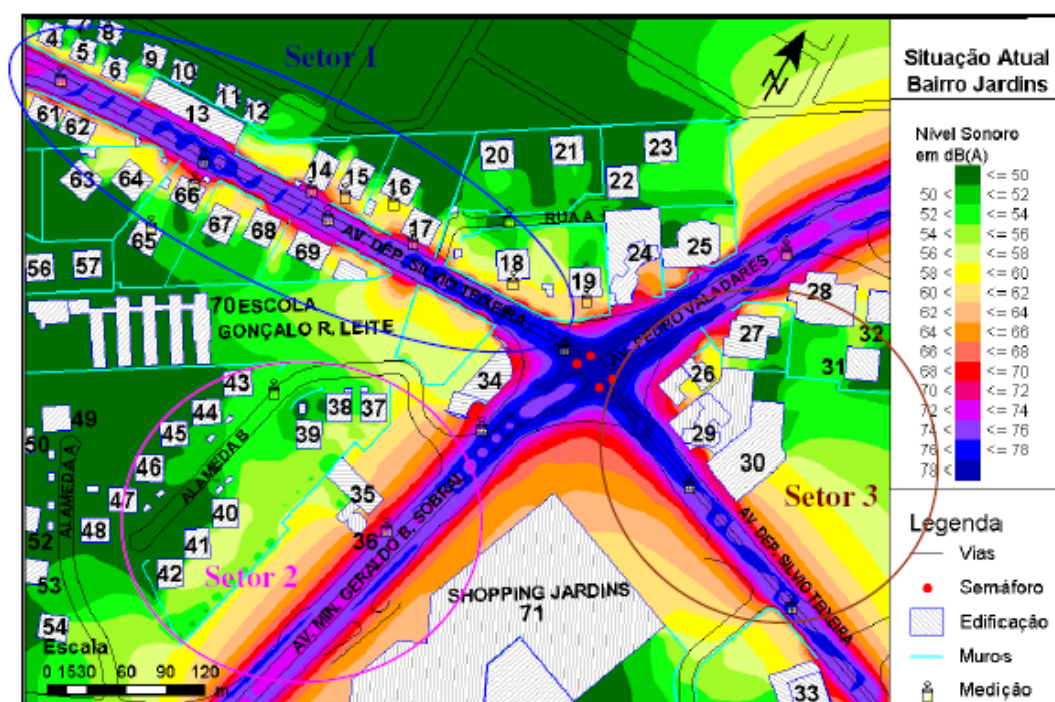 Situação Atual
Bairro Jardins
Nível Sonoro
em dB(A)
<= 50
50 < <= 52
52 < <= 54
54 < <= 56
56 < <= 58
58 < <= 60
60 < <= 62
62 < <= 64
64 < <= 66
66 < <= 68
68 < <= 70
70 < <= 72
72 < <= 74
74 < <= 76
76 < <= 78
78 <
Legenda
Vias
Semáforo
Edificação
Muros
Medição
N
Setor 1
4
5
8
6
9
10
11
12
13
61
62
63
64
66
65
67
68
69
14
15
16
17
20
21
23
22
RUA A
18
19
24
25
56
57
AV. DEP. SILVIO TEIXEIRA
70 ESCOLA
GONÇALO R. LEITE
AV. PEDRO VALADARES
28
27
32
31
26
29
30
34
43
38
37
39
44
45
49
50
46
47
48
ALAMEDA A
ALAMEDA B
35
36
40
41
42
52
53
54
Setor 2
Setor 3
AV. MIN. GERALDO B. SOBRAL
AV. DEP. SILVIO TEIXEIRA
SHOPPING JARDINS
71
33
Escala
0 15 30 60 90 120
m